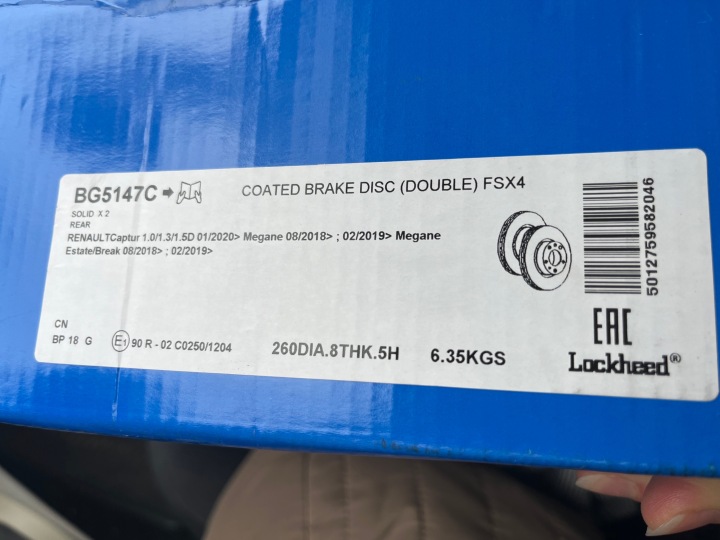 BG5147C
COATED BRAKE DISC (DOUBLE) FSX4
SOLID X 2
REAR
RENAULTCaptur 1.0/1.3/1.5D 01/2020> Megane 08/2018> ; 02/2019> Megane
Estate/Break 08/2018> ; 02/2019>
5012759582046
CN
BP 18 G
E1 90 R - 02 C0250/1204
260DIA.8THK.5H
6.35KGS
EAC
Lockheed®